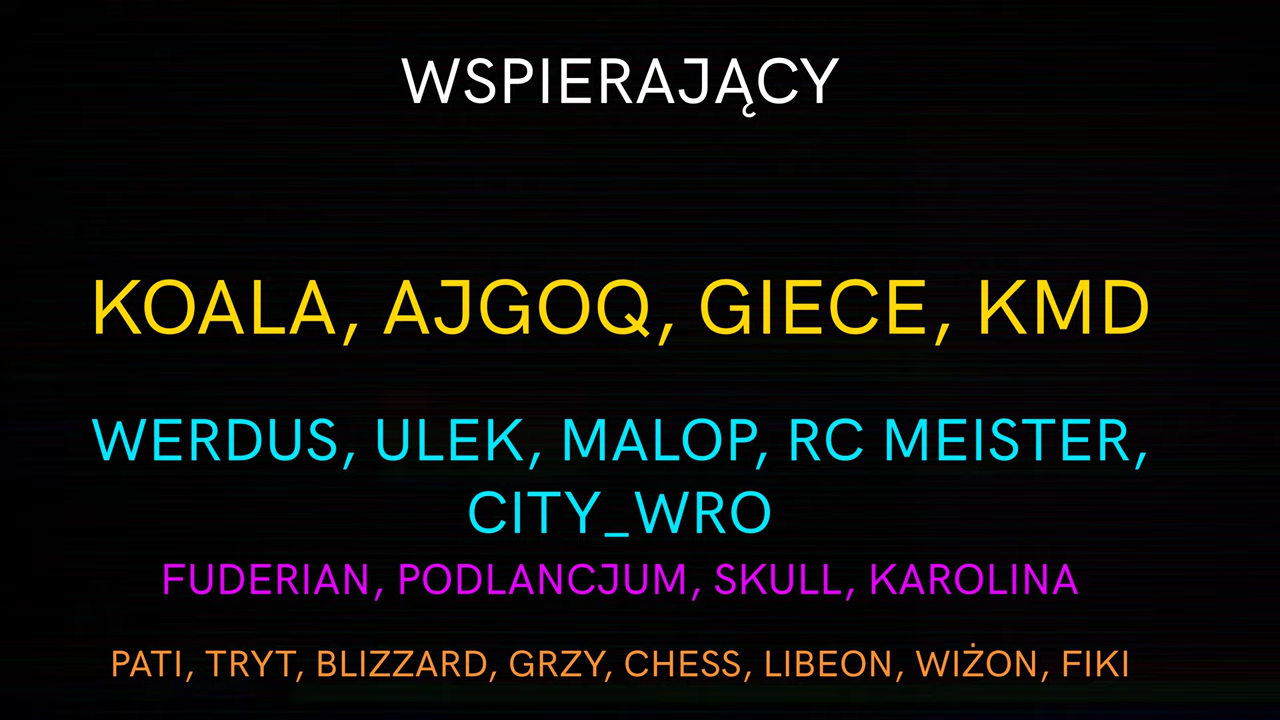 WSPIERAJĄCY
KOALA, AJGOQ, GIECE, KMD
WERDUS, ULEK, MALOP, RC MEISTER,
CITY_WRO
FUDERIAN, PODLANCJUM, SKULL, KAROLINA
PATI, TRYT, BLIZZARD, GRZY, CHESS, LIBEON, WIŻON, FIKI